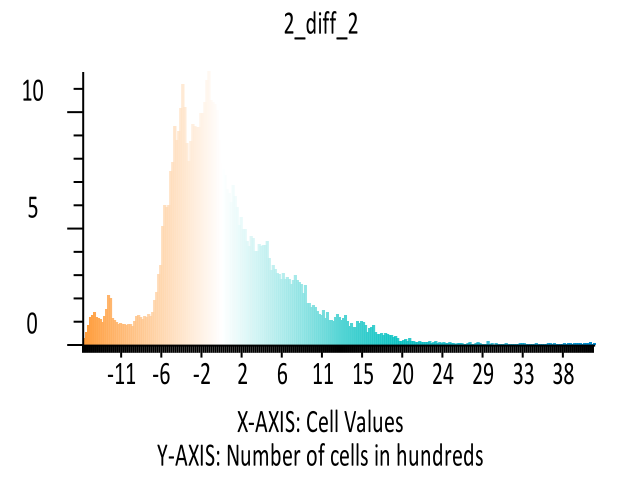 2_diff_2
10
5
0
-11 -6 -2 2 6 11 15 20 24 29 33 38
X-AXIS: Cell Values
Y-AXIS: Number of cells in hundreds